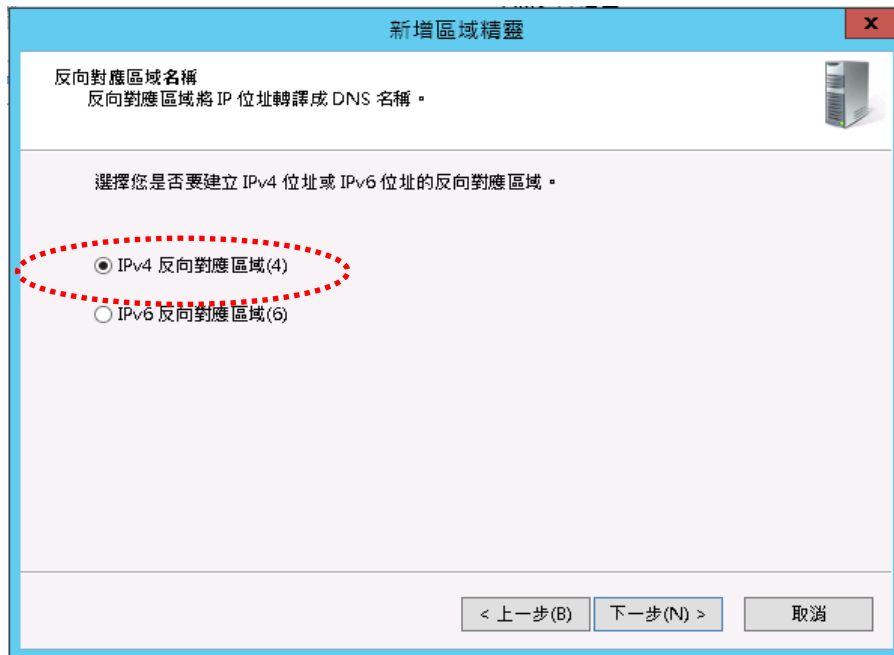 新增區域精靈
x
反向對應區域名稱
反向對應區域將 IP 位址轉譯成 DNS 名稱。
選擇您是否要建立 IPv4 位址或 IPv6 位址的反向對應區域。
IPv4 反向對應區域(4)
IPv6 反向對應區域(6)
< 上一步(B) 下一步(N) > 取消